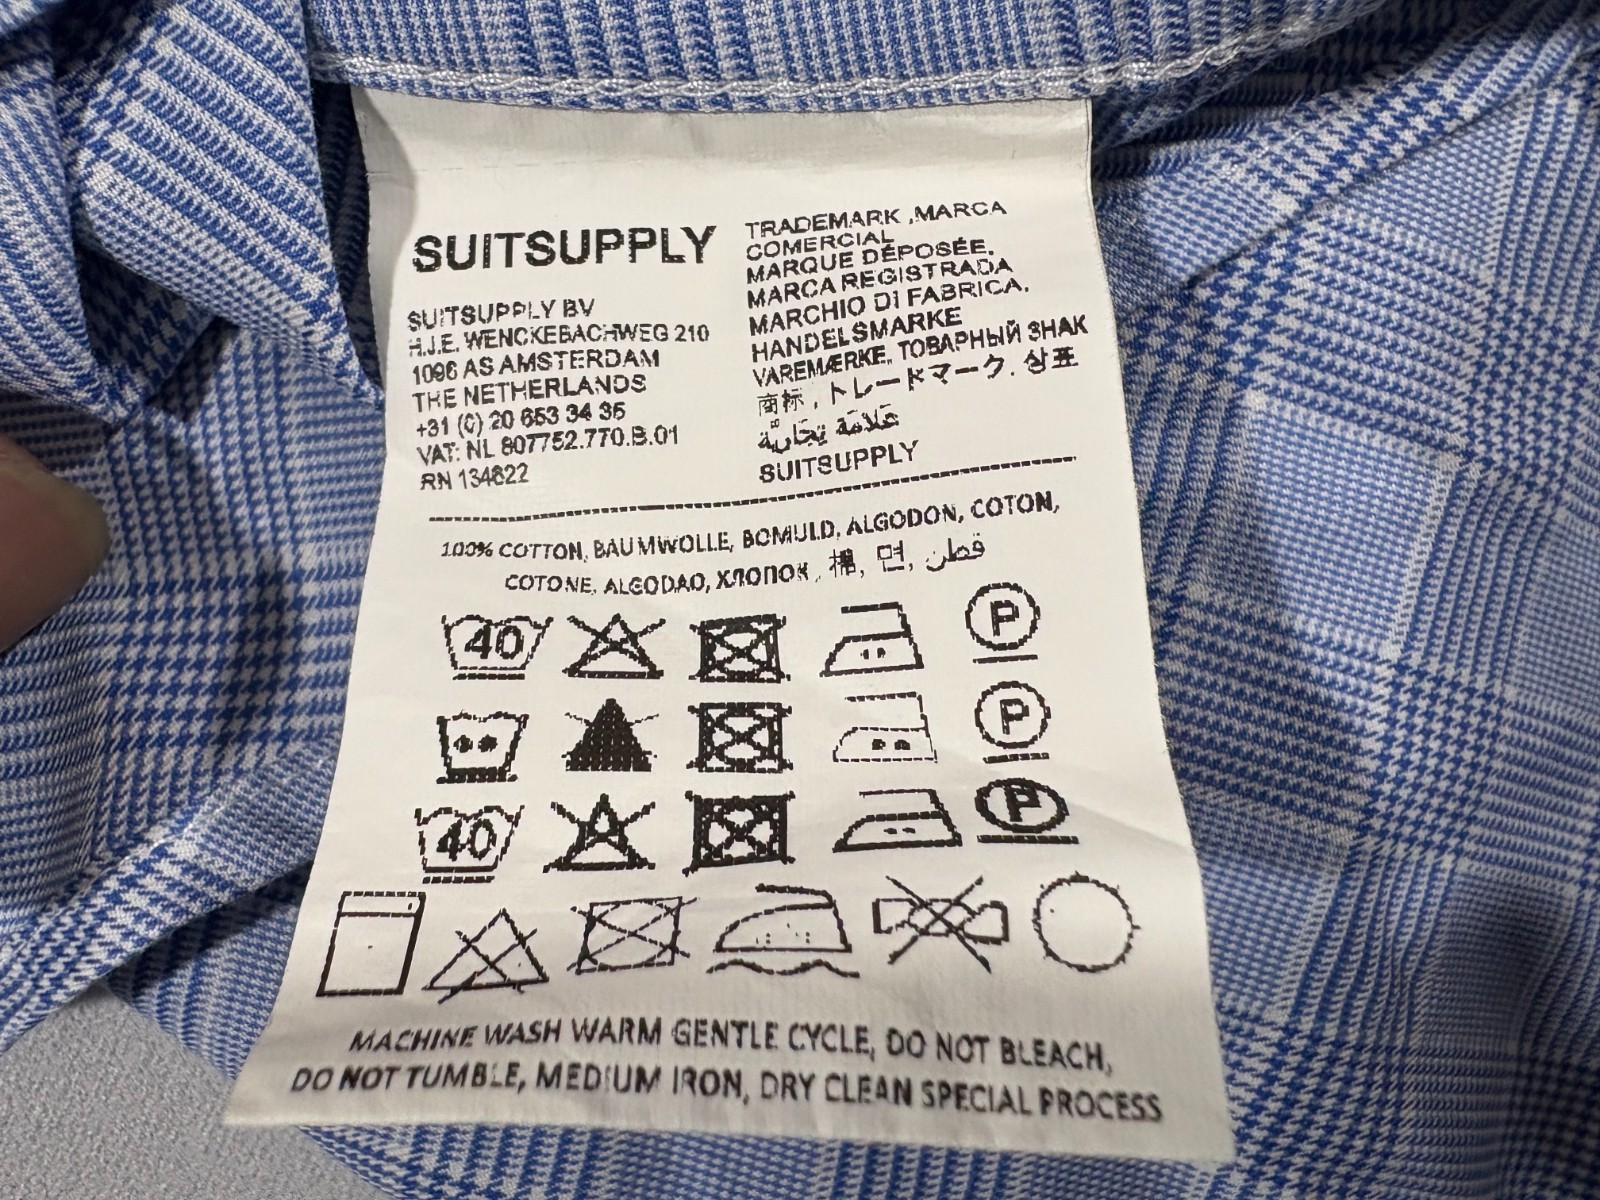 SUITSUPPLY
SUITSUPPLY BV
H.J.E. WENCKEBACHWEG 210
1096 AS AMSTERDAM
THE NETHERLANDS
+31 (0) 20 653 34 36
VAT: NL 807752.770.B.01
RN 134622
TRADEMARK ,MARCA
COMERCIAL
MARQUE DÉPOSÉE,
MARCA REGISTRADA
MARCHIO DI FABRICA,
HANDELSMARKE
VAREMÆRKE, ТОВАРНЫЙ ЗНАК
商标 , トレードマーク, 상표
علامة تجارية
SUITSUPPLY
100% COTTON, BAUMWOLLE, BOMULD, ALGODON, COTON,
COTONE, ALGODAO, ХЛОПОК , 棉, 면, قطن
40 P
P
40 P
MACHINE WASH WARM GENTLE CYCLE, DO NOT BLEACH,
DO NOT TUMBLE, MEDIUM IRON, DRY CLEAN SPECIAL PROCESS